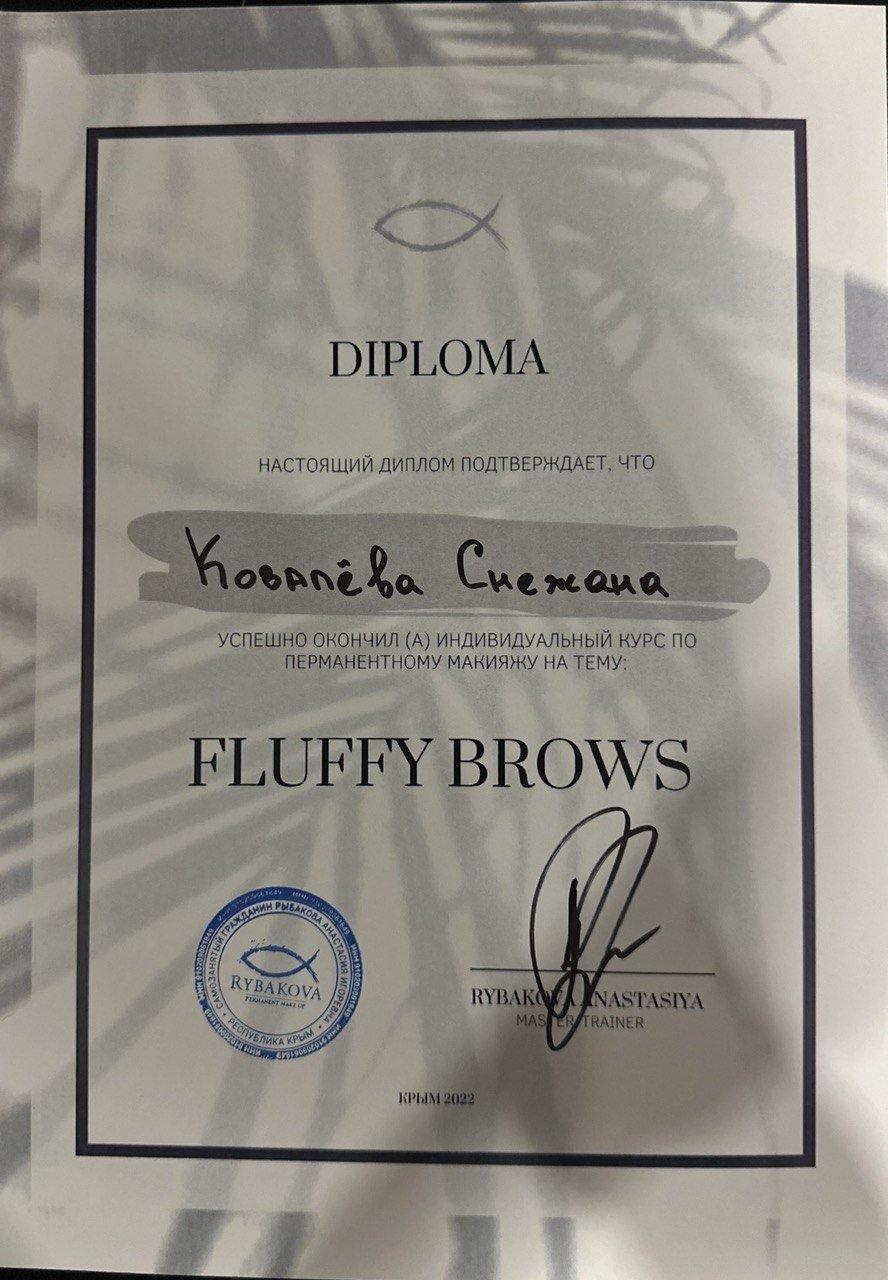 DIPLOMA
НАСТОЯЩИЙ ДИПЛОМ ПОДТВЕРЖДАЕТ, ЧТО
Ковалёва Снежана
УСПЕШНО ОКОНЧИЛ (А) ИНДИВИДУАЛЬНЫЙ КУРС ПО
ПЕРМАНЕНТНОМУ МАКИЯЖУ НА ТЕМУ:
FLUFFY BROWS
САМОЗАНЯТЫЙ ГРАЖДАНИН РЫБАКОВА АНАСТАСИЯ ИГОРЕВНА
RYBAKOVA
PERMANENT MAKE UP
РЕСПУБЛИКА КРЫМ
RYBAKOVA ANASTASIYA
MASTER-TRAINER
КРЫМ 2022